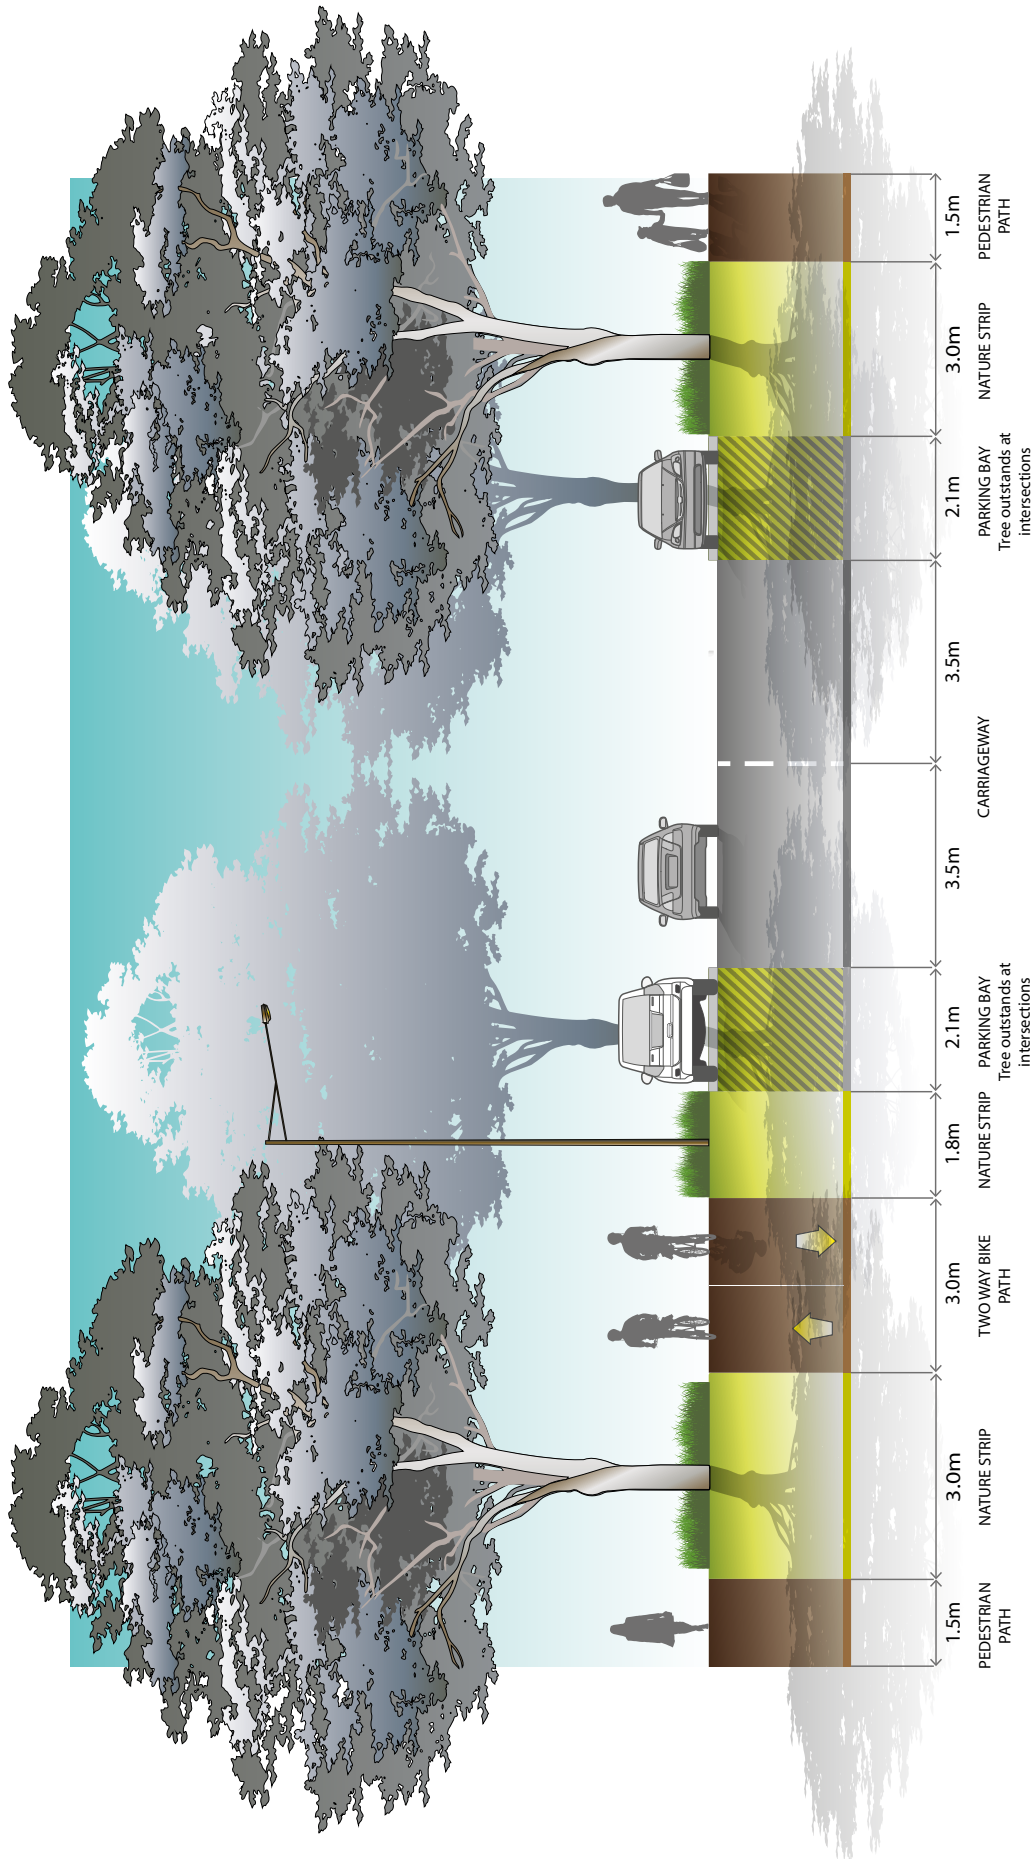 1.5m
3.0m
3.0m
1.8m
2.1m
3.5m
3.5m
2.1m
3.0m
1.5m
PEDESTRIAN
PATH
NATURE STRIP
TWO WAY BIKE
PATH
NATURE STRIP
PARKING BAY
Tree outstands at
intersections
CARRIAGEWAY
PARKING BAY
Tree outstands at
intersections
NATURE STRIP
PEDESTRIAN
PATH